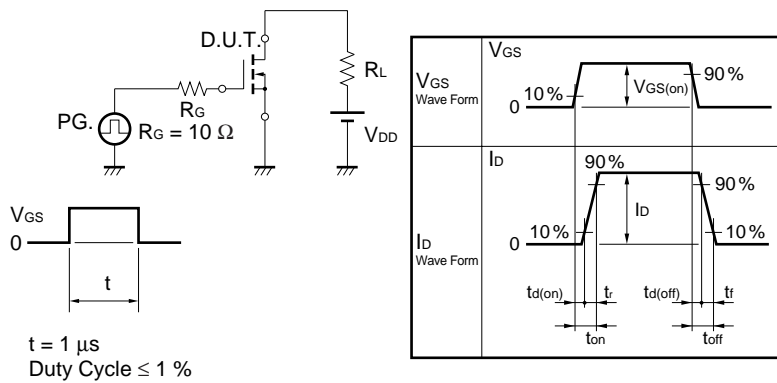 D.U.T.
RL
RG
PG.
RG = 10 Ω
VDD
VGS
0
t
t = 1 μs
Duty Cycle ≤ 1 %
VGS
Wave Form
VGS
10 %
0
VGS(on)
90 %
ID
Wave Form
ID
90 %
90 %
ID
10 %
10 %
0
td(on)
tr
td(off)
tf
ton
toff